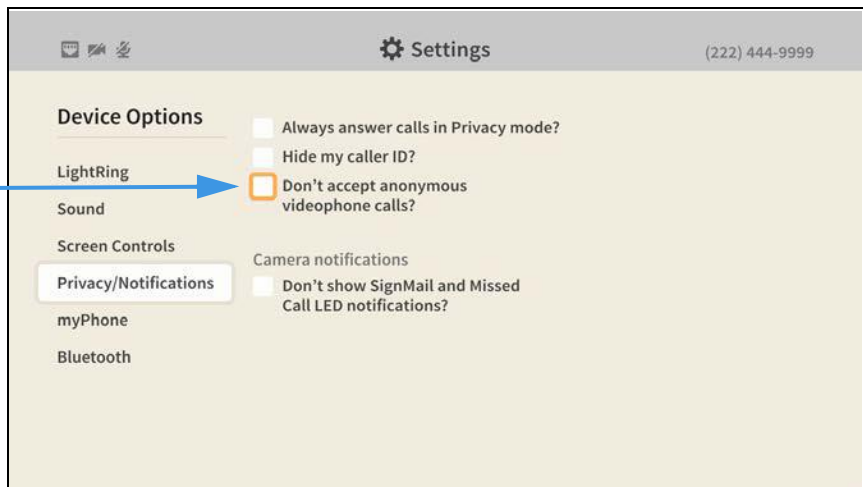 Settings
(222) 444-9999
Device Options
LightRing
Sound
Screen Controls
Privacy/Notifications
myPhone
Bluetooth
Always answer calls in Privacy mode?
Hide my caller ID?
Don't accept anonymous
videophone calls?
Camera notifications
Don't show SignMail and Missed
Call LED notifications?